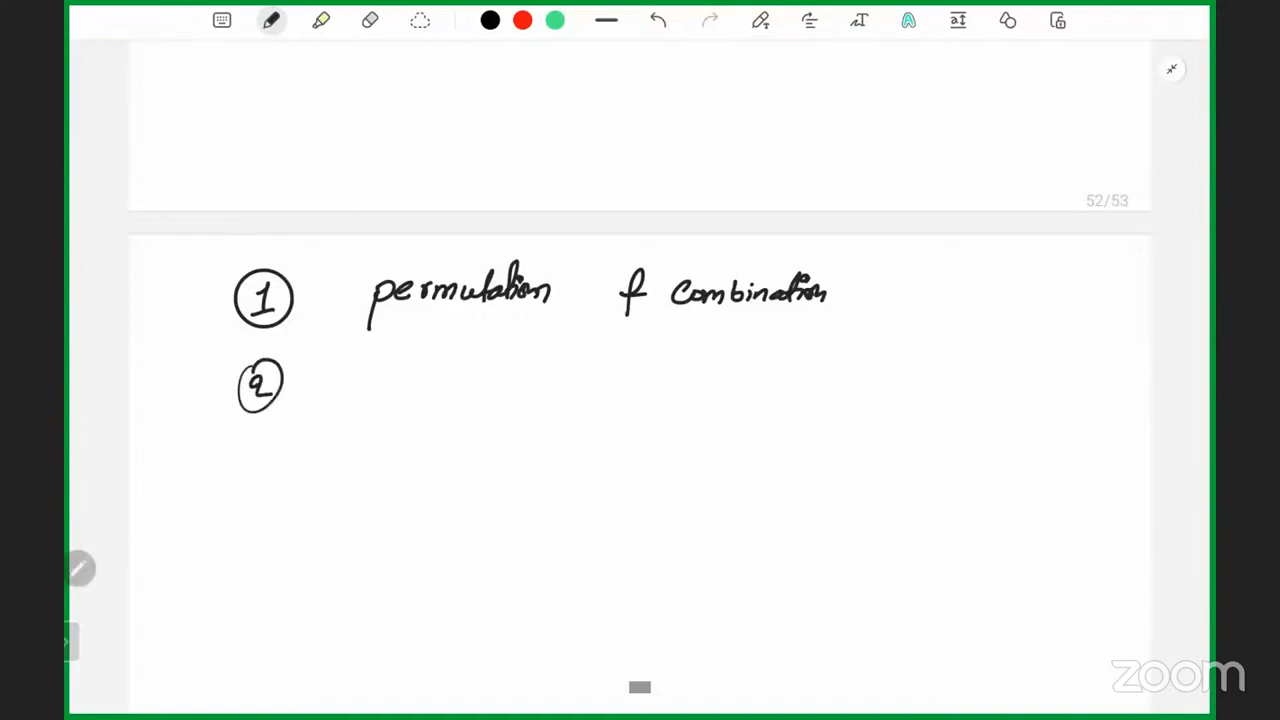 52/53
① permutation & combination
②
zoom